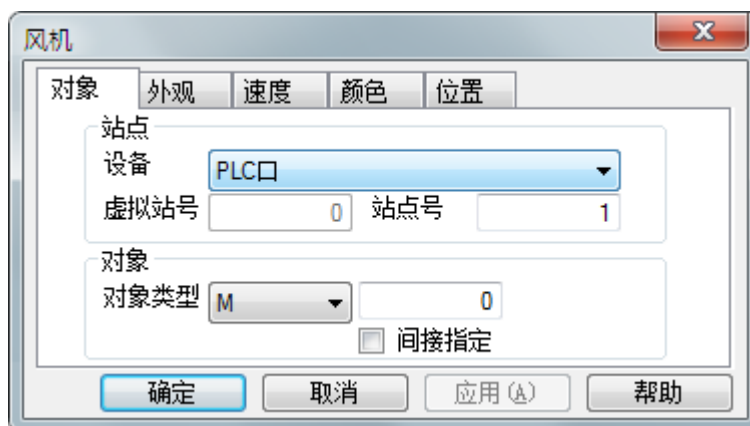 风机
对象 外观 速度 颜色 位置
站点
设备 PLC口
虚拟站号 0 站点号 1
对象
对象类型 M 0
间接指定
确定 取消 应用(A) 帮助